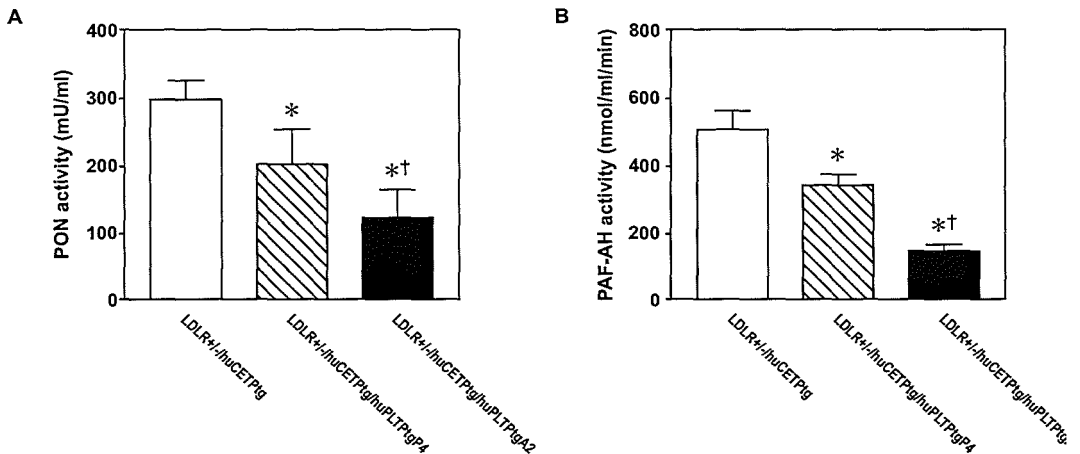 A
PON activity (mU/ml)
400
300
200
100
0
*
*†
LDLR+/-/huCETPtg
LDLR+/-/huCETPtg/huPLTPtgP4
LDLR+/-/huCETPtg/huPLTPtgA2
B
PAF-AH activity (nmol/ml/min)
800
600
400
200
0
*
*†
LDLR+/-/huCETPtg
LDLR+/-/huCETPtg/huPLTPtgP4
LDLR+/-/huCETPtg/huPLTPtg